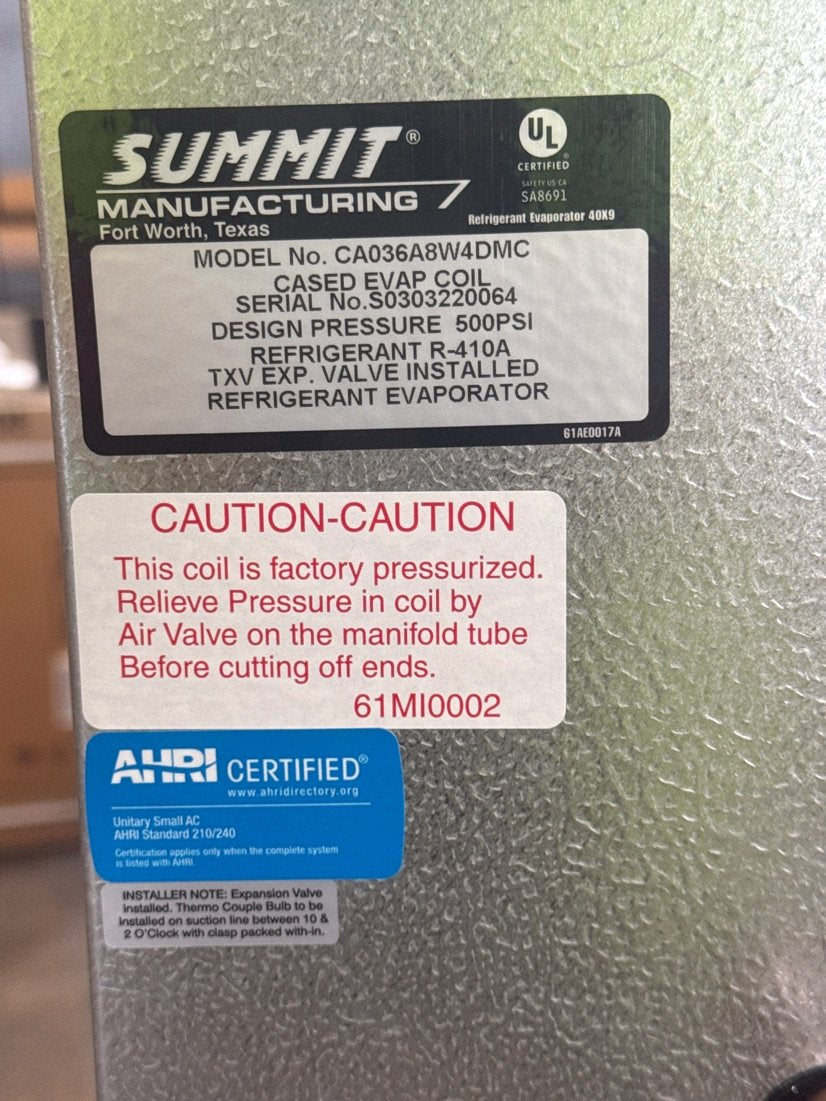 SUMMIT®
MANUFACTURING
Fort Worth, Texas
UL
CERTIFIED®
SAFETY US CA
SA8691
Refrigerant Evaporator 40X9
MODEL No. CA036A8W4DMC
CASED EVAP COIL
SERIAL No.S0303220064
DESIGN PRESSURE 500PSI
REFRIGERANT R-410A
TXV EXP. VALVE INSTALLED
REFRIGERANT EVAPORATOR
61AE0017A
CAUTION-CAUTION
This coil is factory pressurized.
Relieve Pressure in coil by
Air Valve on the manifold tube
Before cutting off ends.
61MI0002
AHRI CERTIFIED®
www.ahridirectory.org
Unitary Small AC
AHRI Standard 210/240
Certification applies only when the complete system
is listed with AHRI.
INSTALLER NOTE: Expansion Valve
installed. Thermo Couple Bulb to be
installed on suction line between 10 &
2 O'Clock with clasp packed with-in.